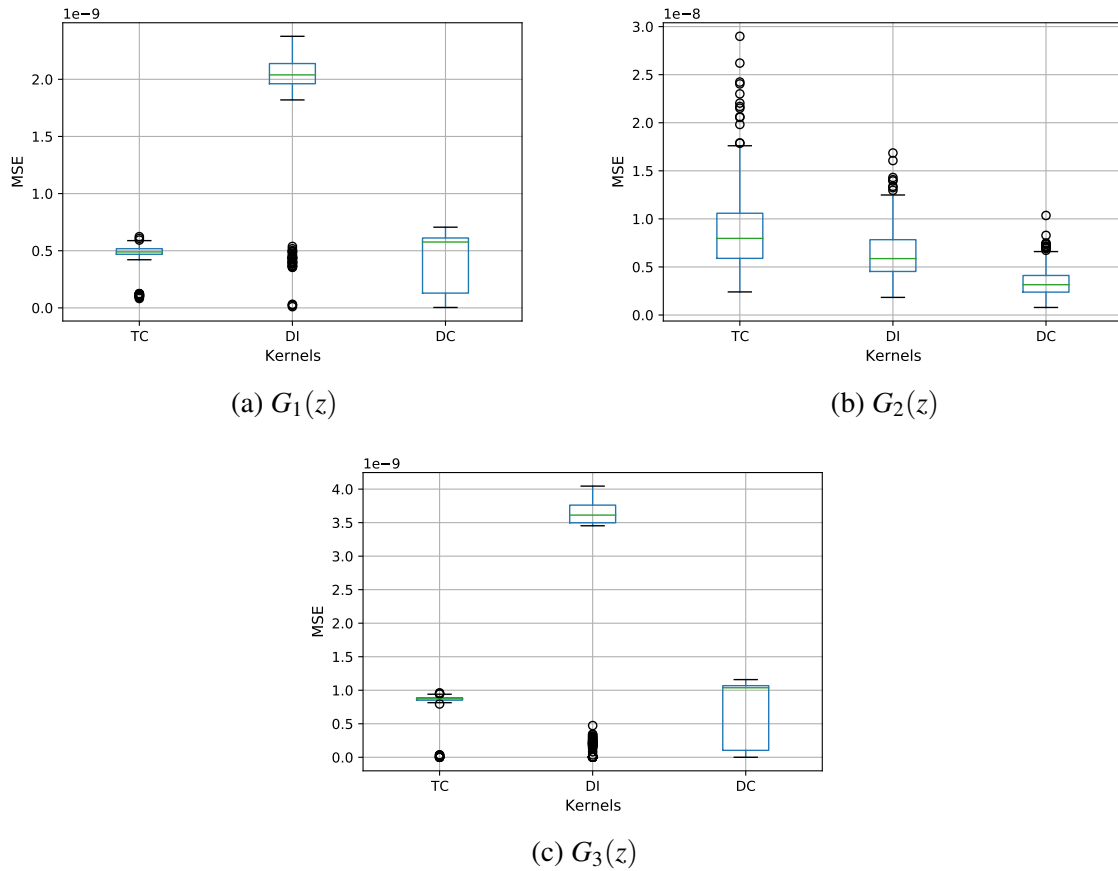 1e−9
2.0
1.5
1.0
0.5
0.0
MSE
TC DI DC
Kernels
(a) G₁(z)
1e−8
3.0
2.5
2.0
1.5
1.0
0.5
0.0
MSE
TC DI DC
Kernels
(b) G₂(z)
1e−9
4.0
3.5
3.0
2.5
2.0
1.5
1.0
0.5
0.0
MSE
TC DI DC
Kernels
(c) G₃(z)